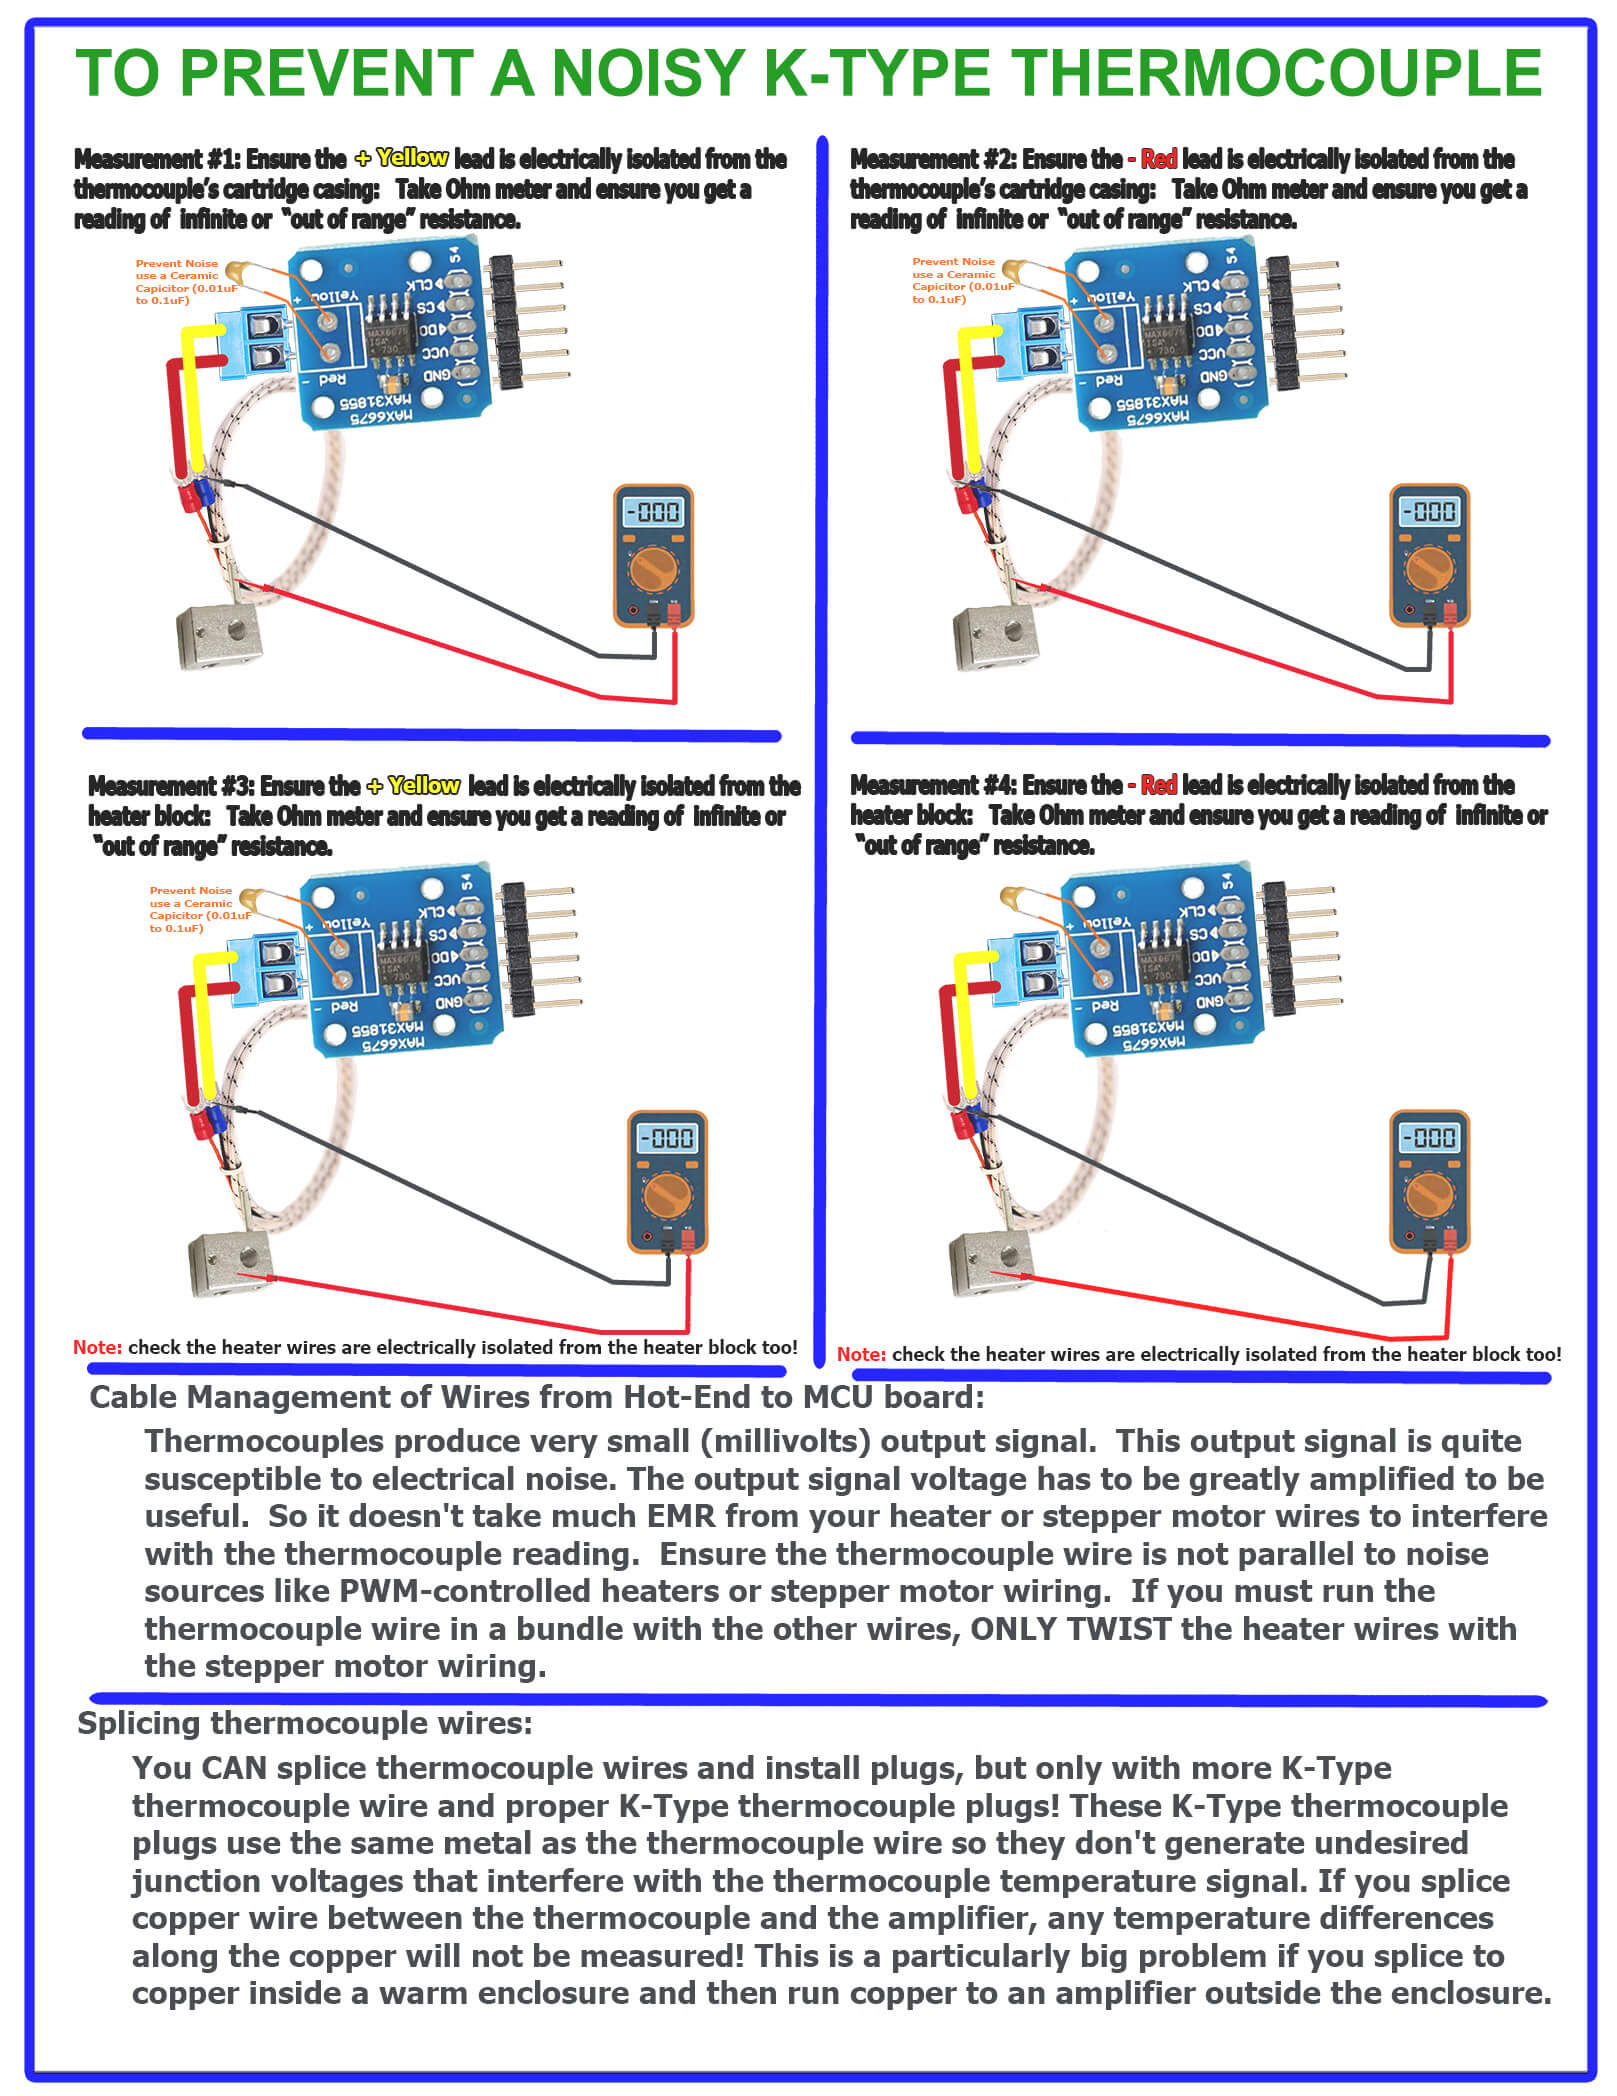 TO PREVENT A NOISY K-TYPE THERMOCOUPLE
Measurement #1: Ensure the + Yellow lead is electrically isolated from the
thermocouple's cartridge casing: Take Ohm meter and ensure you get a
reading of infinite or "out of range" resistance.
Prevent Noise
use a Ceramic
Capicitor (0.01uF
to 0.1uF)
+ Yellow
Red -
MAX6675
ISA
730
S4
CLK
CS
DO
VCC
GND
MAX31855
MAX6675
-000
Measurement #2: Ensure the - Red lead is electrically isolated from the
thermocouple's cartridge casing: Take Ohm meter and ensure you get a
reading of infinite or "out of range" resistance.
Prevent Noise
use a Ceramic
Capicitor (0.01uF
to 0.1uF)
+ Yellow
Red -
MAX6675
ISA
730
S4
CLK
CS
DO
VCC
GND
MAX31855
MAX6675
-000
Measurement #3: Ensure the + Yellow lead is electrically isolated from the
heater block: Take Ohm meter and ensure you get a reading of infinite or
"out of range" resistance.
Prevent Noise
use a Ceramic
Capicitor (0.01uF
to 0.1uF)
+ Yellow
Red -
MAX6675
ISA
730
S4
CLK
CS
DO
VCC
GND
MAX31855
MAX6675
-000
Note: check the heater wires are electrically isolated from the heater block too!
Measurement #4: Ensure the - Red lead is electrically isolated from the
heater block: Take Ohm meter and ensure you get a reading of infinite or
"out of range" resistance.
+ Yellow
Red -
MAX6675
ISA
730
S4
CLK
CS
DO
VCC
GND
MAX31855
MAX6675
-000
Note: check the heater wires are electrically isolated from the heater block too!
Cable Management of Wires from Hot-End to MCU board:
Thermocouples produce very small (millivolts) output signal. This output signal is quite
susceptible to electrical noise. The output signal voltage has to be greatly amplified to be
useful. So it doesn't take much EMR from your heater or stepper motor wires to interfere
with the thermocouple reading. Ensure the thermocouple wire is not parallel to noise
sources like PWM-controlled heaters or stepper motor wiring. If you must run the
thermocouple wire in a bundle with the other wires, ONLY TWIST the heater wires with
the stepper motor wiring.
Splicing thermocouple wires:
You CAN splice thermocouple wires and install plugs, but only with more K-Type
thermocouple wire and proper K-Type thermocouple plugs! These K-Type thermocouple
plugs use the same metal as the thermocouple wire so they don't generate undesired
junction voltages that interfere with the thermocouple temperature signal. If you splice
copper wire between the thermocouple and the amplifier, any temperature differences
along the copper will not be measured! This is a particularly big problem if you splice to
copper inside a warm enclosure and then run copper to an amplifier outside the enclosure.